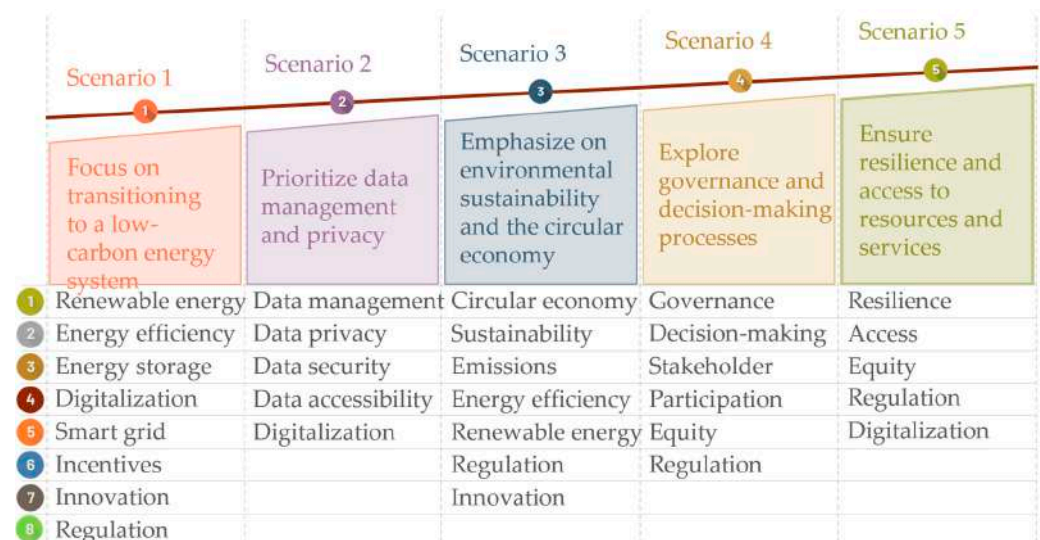 Scenario 1
Scenario 2
Scenario 3
Scenario 4
Scenario 5
1
2
3
4
5
Focus on
transitioning
to a low-
carbon energy
system
Prioritize data
management
and privacy
Emphasize on
environmental
sustainability
and the circular
economy
Explore
governance and
decision-making
processes
Ensure
resilience and
access to
resources and
services
1 Renewable energy Data management Circular economy Governance Resilience
2 Energy efficiency Data privacy Sustainability Decision-making Access
3 Energy storage Data security Emissions Stakeholder Equity
4 Digitalization Data accessibility Energy efficiency Participation Regulation
5 Smart grid Digitalization Renewable energy Equity Digitalization
6 Incentives Regulation Regulation
7 Innovation Innovation
8 Regulation